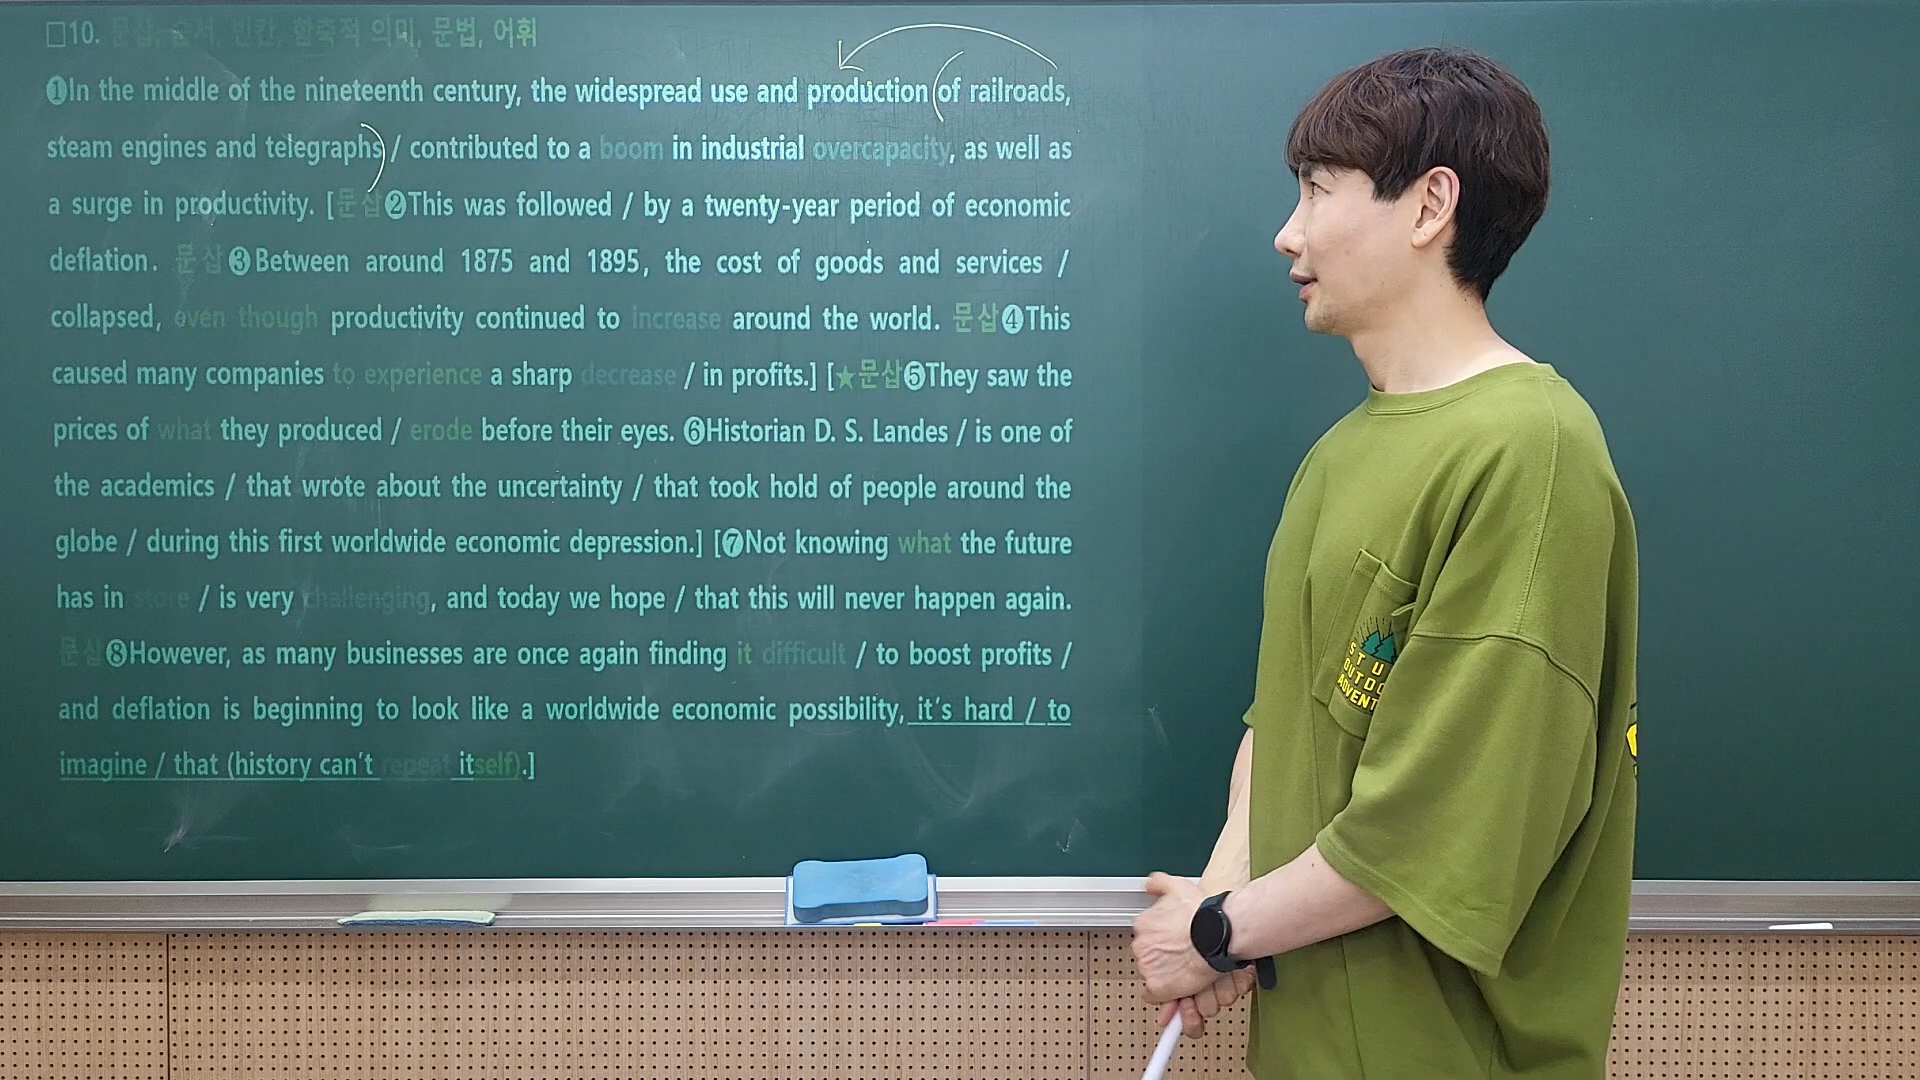 □10. 문삽, 순서, 빈칸, 함축적 의미, 문법, 어휘
❶In the middle of the nineteenth century, the widespread use and production of railroads,
steam engines and telegraphs / contributed to a boom in industrial overcapacity, as well as
a surge in productivity. [문삽❷This was followed / by a twenty-year period of economic
deflation. 문삽❸Between around 1875 and 1895, the cost of goods and services /
collapsed, even though productivity continued to increase around the world. 문삽❹This
caused many companies to experience a sharp decrease / in profits.] [★문삽❺They saw the
prices of what they produced / erode before their eyes. ❻Historian D. S. Landes / is one of
the academics / that wrote about the uncertainty / that took hold of people around the
globe / during this first worldwide economic depression.] [❼Not knowing what the future
has in store / is very challenging, and today we hope / that this will never happen again.
문삽❽However, as many businesses are once again finding it difficult / to boost profits /
and deflation is beginning to look like a worldwide economic possibility, it's hard / to
imagine / that (history can't repeat itself).]
STU
OUTDO
ADVENT